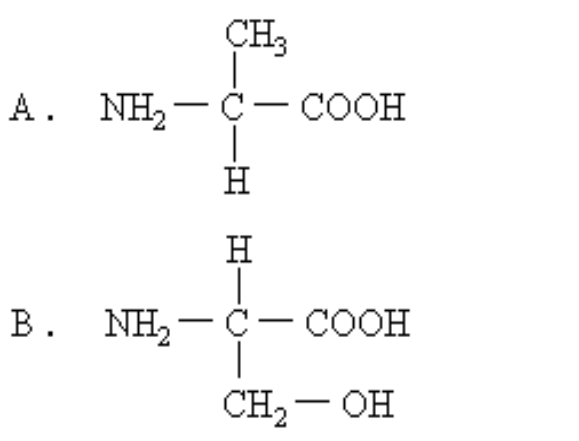 CH₃
A. NH₂—C—COOH
H
H
B. NH₂—C—COOH
CH₂—OH